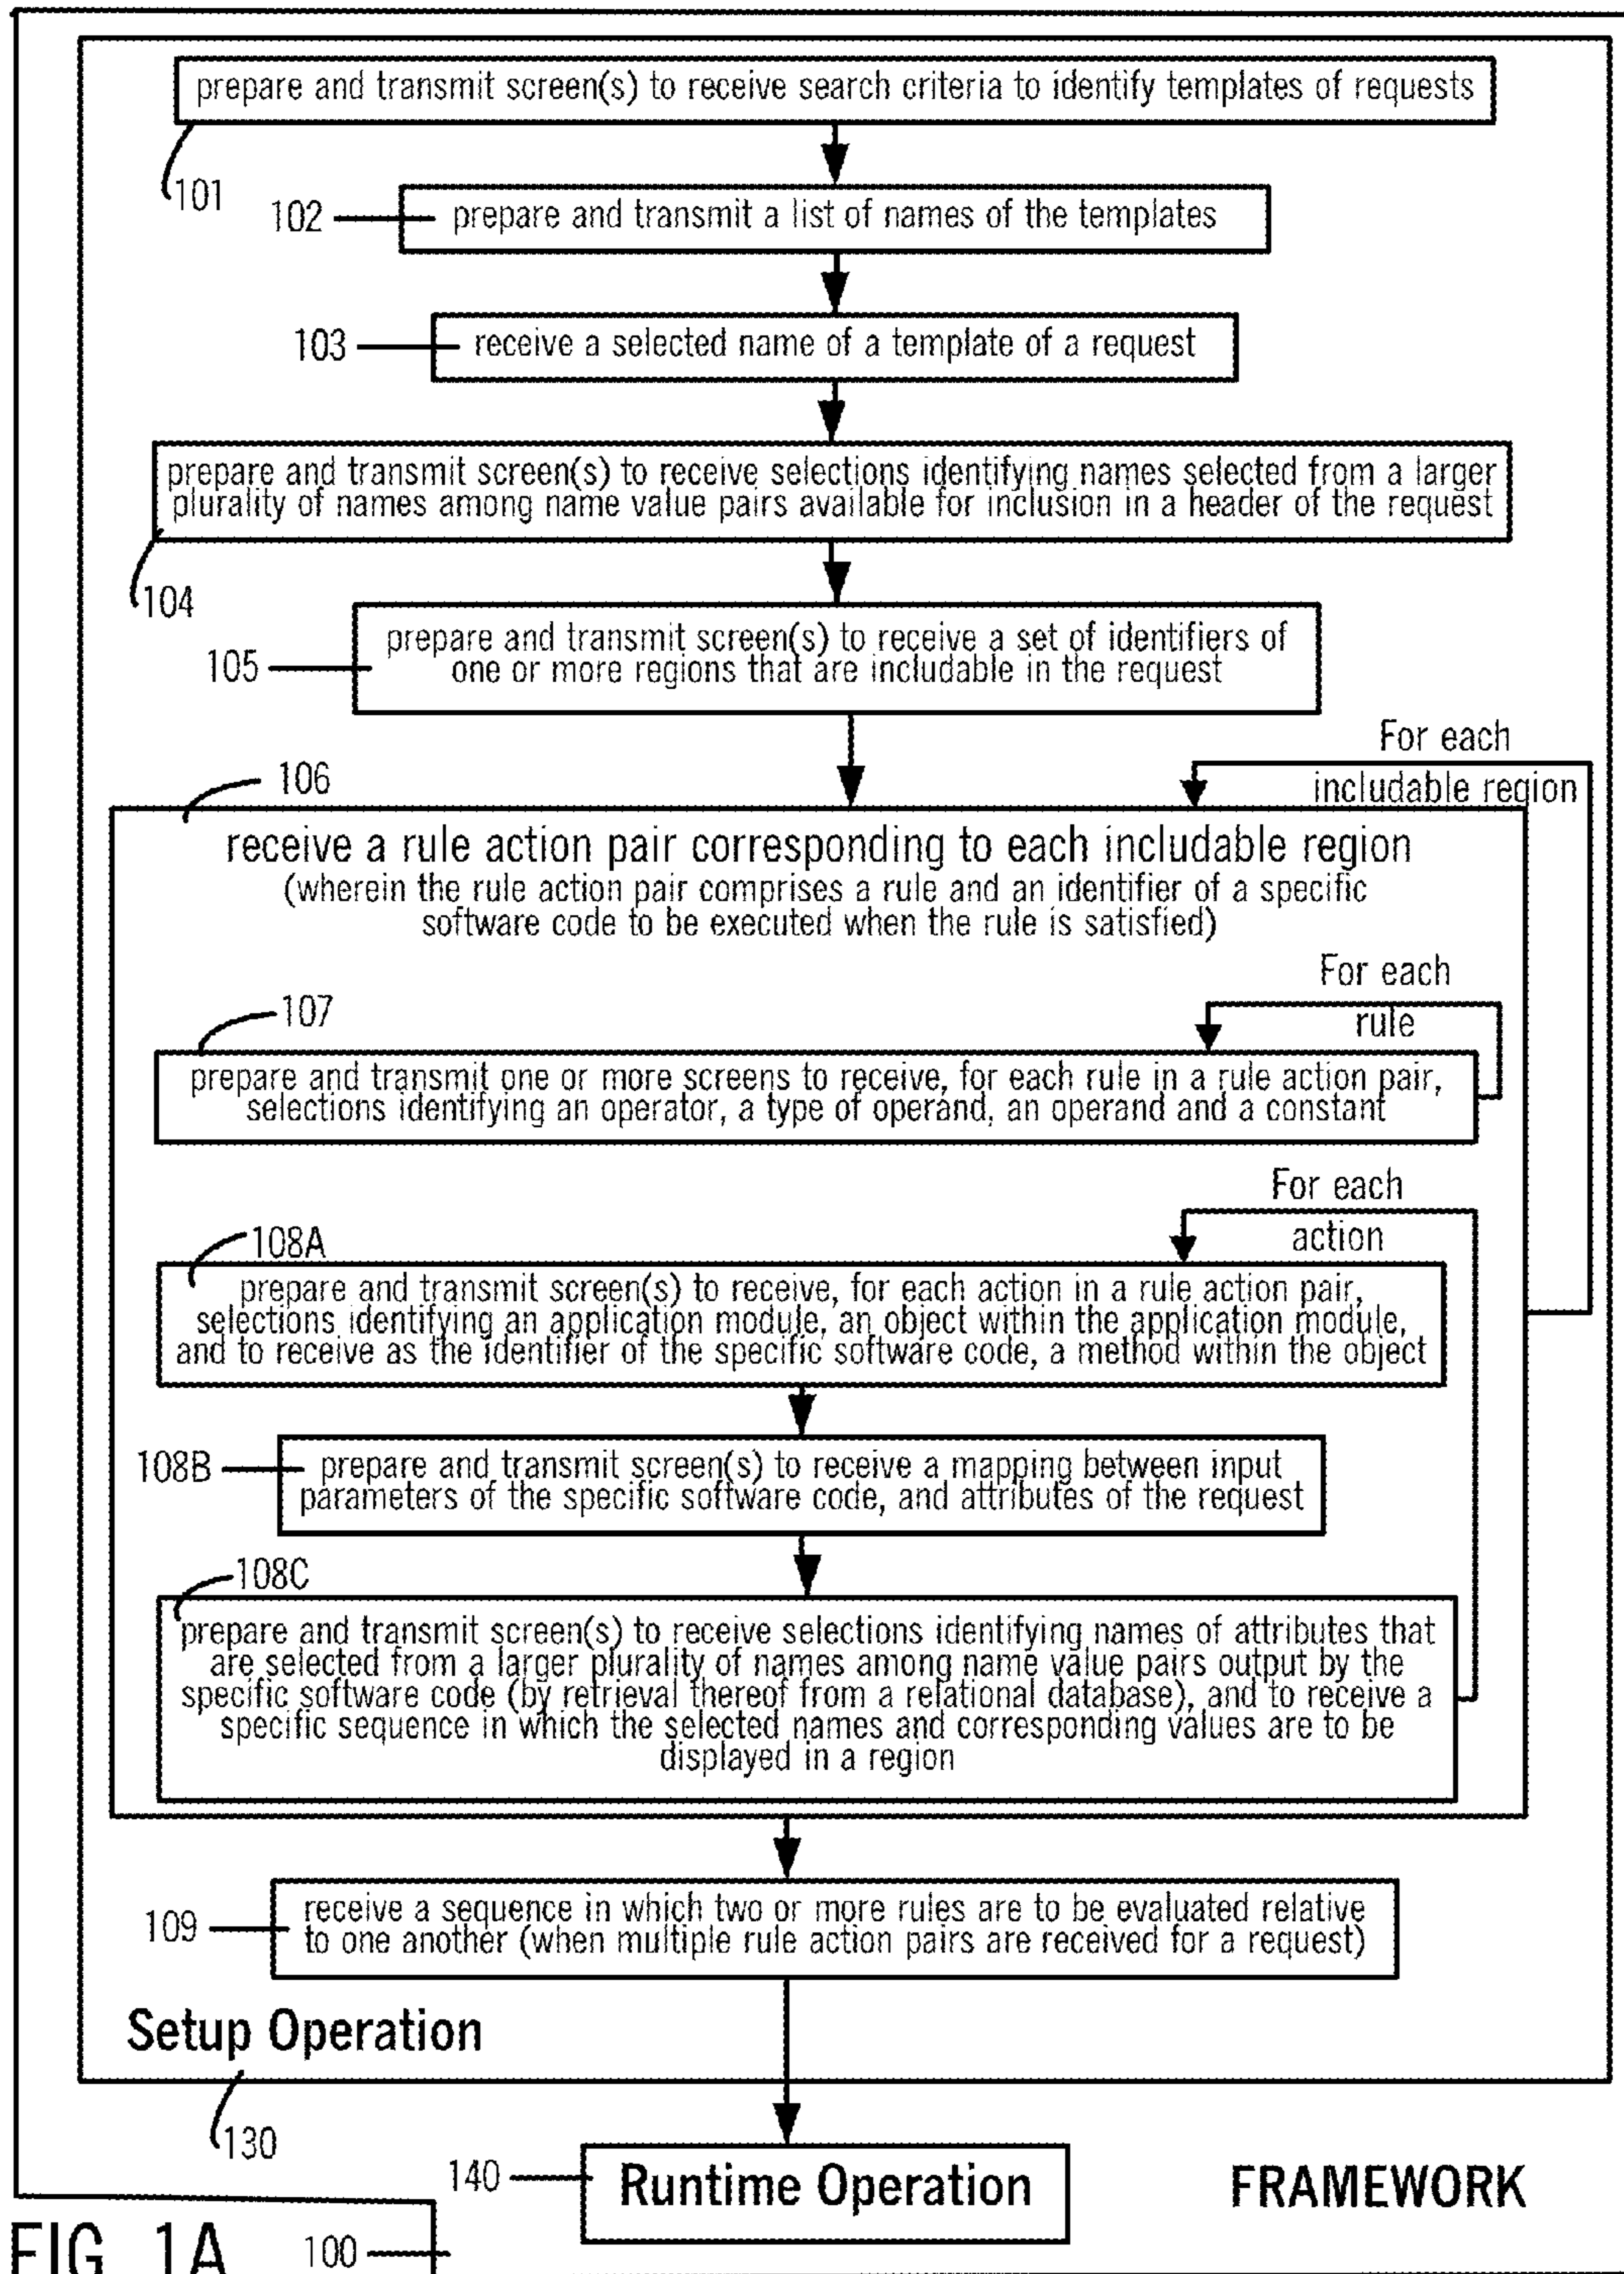 prepare and transmit screen(s) to receive search criteria to identify templates of requests
101
102
prepare and transmit a list of names of the templates
103
receive a selected name of a template of a request
prepare and transmit screen(s) to receive selections identifying names selected from a larger
plurality of names among name value pairs available for inclusion in a header of the request
104
prepare and transmit screen(s) to receive a set of identifiers of
105
one or more regions that are includable in the request
For each
includable region
106
receive a rule action pair corresponding to each includable region
(wherein the rule action pair comprises a rule and an identifier of a specific
software code to be executed when the rule is satisfied)
For each
rule
107
prepare and transmit one or more screens to receive, for each rule in a rule action pair,
selections identifying an operator, a type of operand, an operand and a constant
For each
action
108A
prepare and transmit screen(s) to receive, for each action in a rule action pair,
selections identifying an application module, an object within the application module,
and to receive as the identifier of the specific software code, a method within the object
108B
prepare and transmit screen(s) to receive a mapping between input
parameters of the specific software code, and attributes of the request
108C
prepare and transmit screen(s) to receive selections identifying names of attributes that
are selected from a larger plurality of names among name value pairs output by the
specific software code (by retrieval thereof from a relational database), and to receive a
specific sequence in which the selected names and corresponding values are to be
displayed in a region
109
receive a sequence in which two or more rules are to be evaluated relative
to one another (when multiple rule action pairs are received for a request)
Setup Operation
130
140
Runtime Operation
FRAMEWORK
FIG. 1A
100